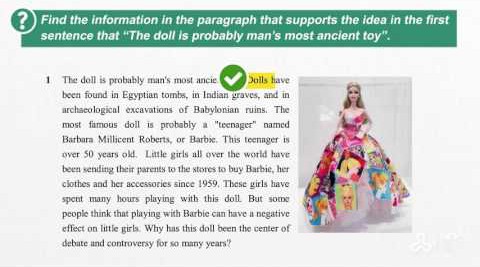 ? Find the information in the paragraph that supports the idea in the first
sentence that “The doll is probably man's most ancient toy”.
1 The doll is probably man's most ancie Dolls have
been found in Egyptian tombs, in Indian graves, and in
archaeological excavations of Babylonian ruins. The
most famous doll is probably a "teenager" named
Barbara Millicent Roberts, or Barbie. This teenager is
over 50 years old. Little girls all over the world have
been sending their parents to the stores to buy Barbie, her
clothes and her accessories since 1959. These girls have
spent many hours playing with this doll. But some
people think that playing with Barbie can have a negative
effect on little girls. Why has this doll been the center of
debate and controversy for so many years?